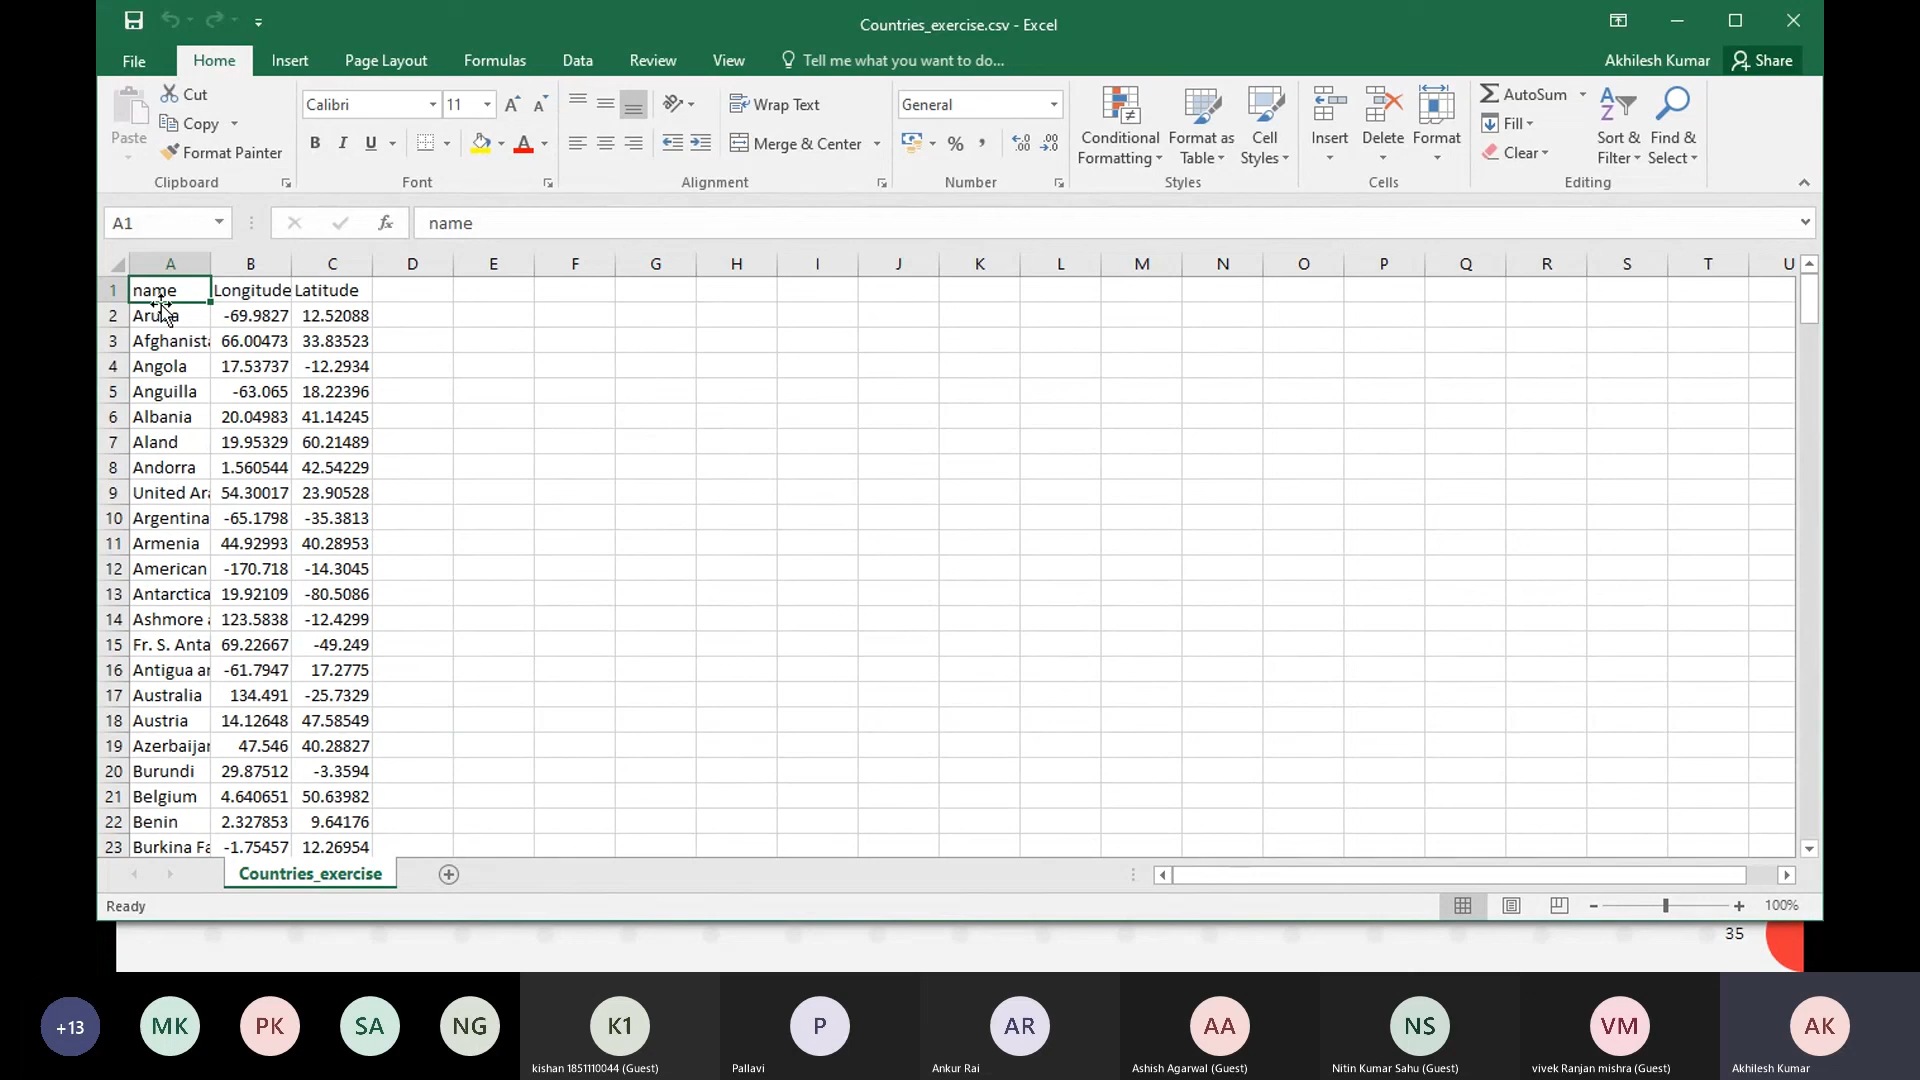 Countries_exercise.csv - Excel
File Home Insert Page Layout Formulas Data Review View Tell me what you want to do... Akhilesh Kumar Share
Paste Cut Calibri 11 Wrap Text General Conditional Formatting Format as Table Cell Styles Insert Delete Format AutoSum Sort & Filter Find & Select
Copy B I U Merge & Center % , Fill
Format Painter Clear
Clipboard Font Alignment Number Styles Cells Editing
A1 fx name
A B C D E F G H I J K L M N O P Q R S T U
1 name Longitude Latitude
2 Aruba -69.9827 12.52088
3 Afghanista 66.00473 33.83523
4 Angola 17.53737 -12.2934
5 Anguilla -63.065 18.22396
6 Albania 20.04983 41.14245
7 Aland 19.95329 60.21489
8 Andorra 1.560544 42.54229
9 United Ara 54.30017 23.90528
10 Argentina -65.1798 -35.3813
11 Armenia 44.92993 40.28953
12 American -170.718 -14.3045
13 Antarctica 19.92109 -80.5086
14 Ashmore a 123.5838 -12.4299
15 Fr. S. Anta 69.22667 -49.249
16 Antigua an -61.7947 17.2775
17 Australia 134.491 -25.7329
18 Austria 14.12648 47.58549
19 Azerbaijan 47.546 40.28827
20 Burundi 29.87512 -3.3594
21 Belgium 4.640651 50.63982
22 Benin 2.327853 9.64176
23 Burkina Fa -1.75457 12.26954
Countries_exercise
Ready 100%
35
+13 MK PK SA NG K1 P AR AA NS VM AK
kishan 1851110044 (Guest) Pallavi Ankur Rai Ashish Agarwal (Guest) Nitin Kumar Sahu (Guest) vivek Ranjan mishra (Guest) Akhilesh Kumar